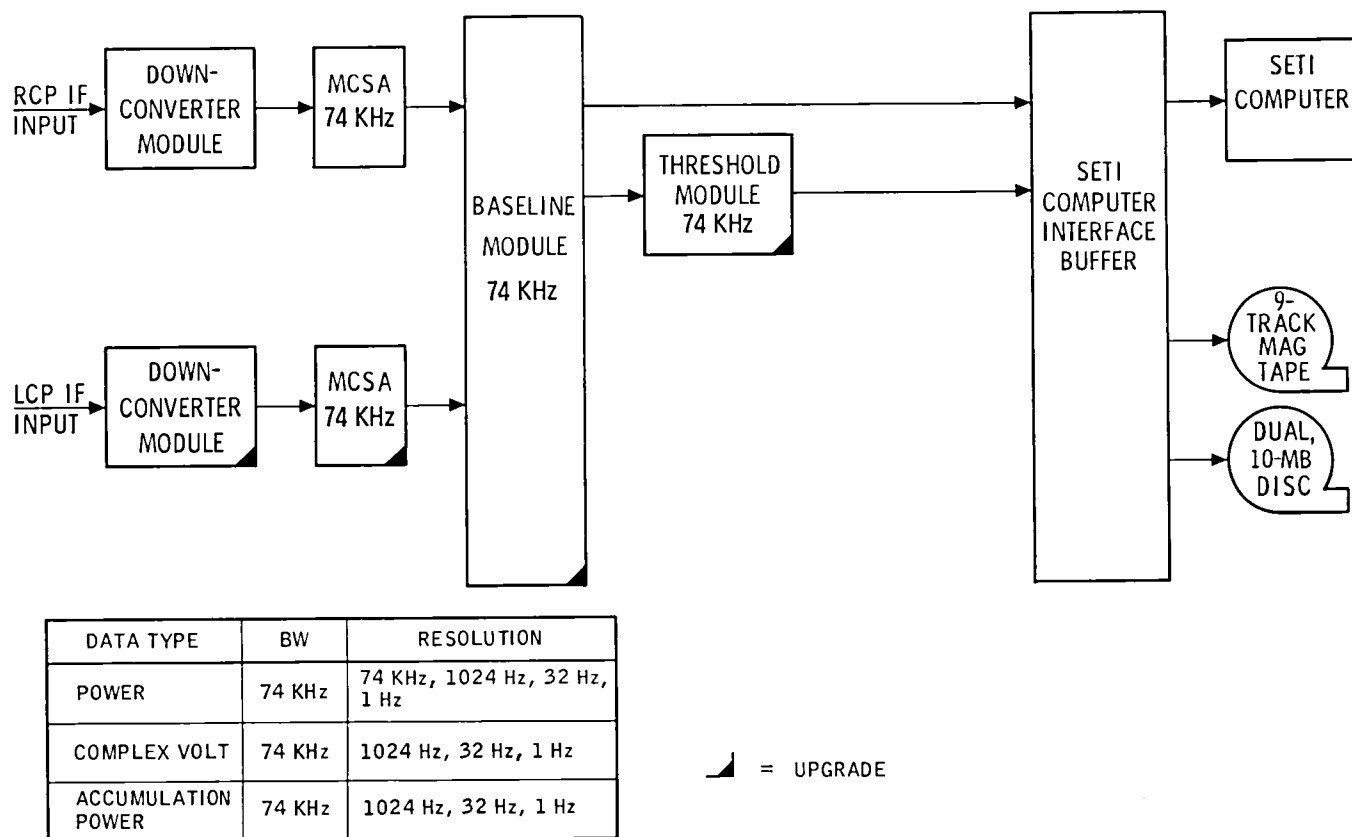 RCP IF
INPUT
DOWN-
CONVERTER
MODULE
MCSA
74 KHz
BASELINE
MODULE
74 KHz
THRESHOLD
MODULE
74 KHz
SETI
COMPUTER
INTERFACE
BUFFER
SETI
COMPUTER
LCP IF
INPUT
DOWN-
CONVERTER
MODULE
MCSA
74 KHz
9-
TRACK
MAG
TAPE
DUAL,
10-MB
DISC
DATA TYPE BW RESOLUTION
POWER 74 KHz 74 KHz, 1024 Hz, 32 Hz,
1 Hz
COMPLEX VOLT 74 KHz 1024 Hz, 32 Hz, 1 Hz
ACCUMULATION
POWER 74 KHz 1024 Hz, 32 Hz, 1 Hz
= UPGRADE